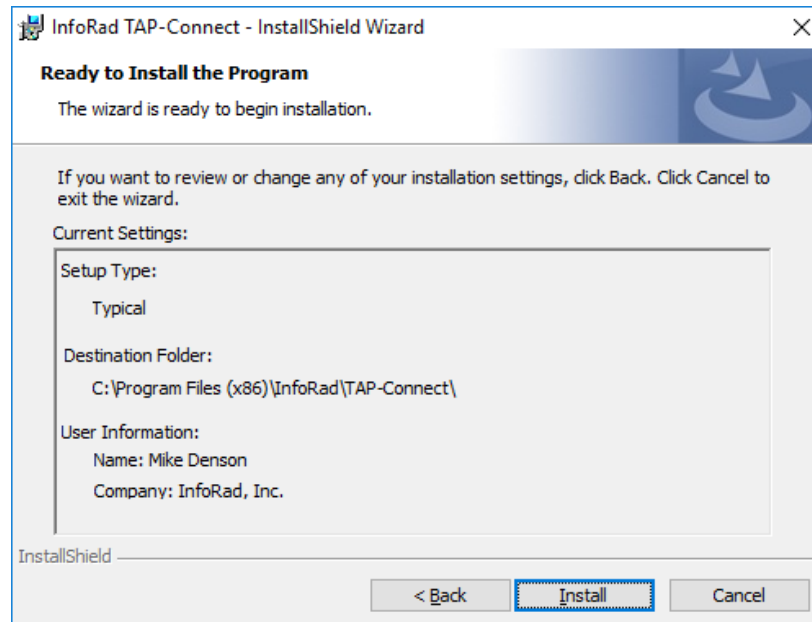 InfoRad TAP-Connect - InstallShield Wizard
Ready to Install the Program
The wizard is ready to begin installation.
If you want to review or change any of your installation settings, click Back. Click Cancel to
exit the wizard.
Current Settings:
Setup Type:
Typical
Destination Folder:
C:\Program Files (x86)\InfoRad\TAP-Connect\
User Information:
Name: Mike Denson
Company: InfoRad, Inc.
InstallShield
< Back
Install
Cancel